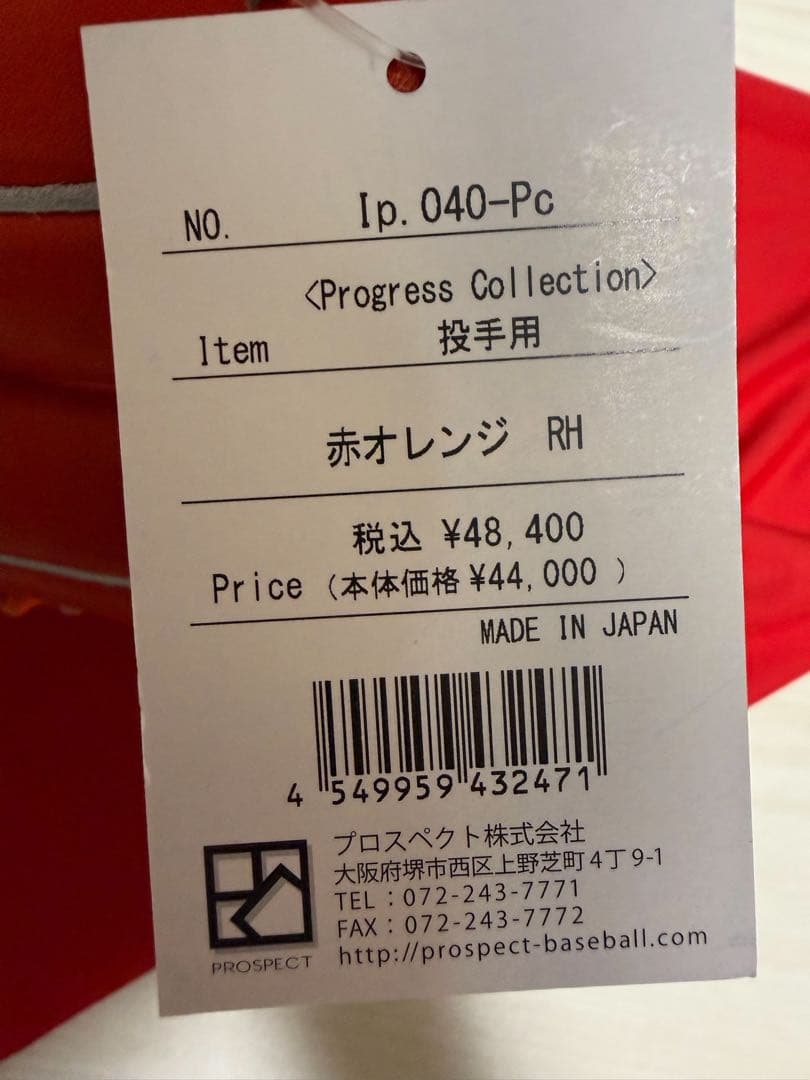 NO. Ip.040-Pc
<Progress Collection>
Item 投手用
赤オレンジ RH
税込 ¥48,400
Price (本体価格 ¥44,000 )
MADE IN JAPAN
4 549959 432471
プロスペクト株式会社
大阪府堺市西区上野芝町4丁9-1
TEL：072-243-7771
FAX：072-243-7772
http://prospect-baseball.com
PROSPECT